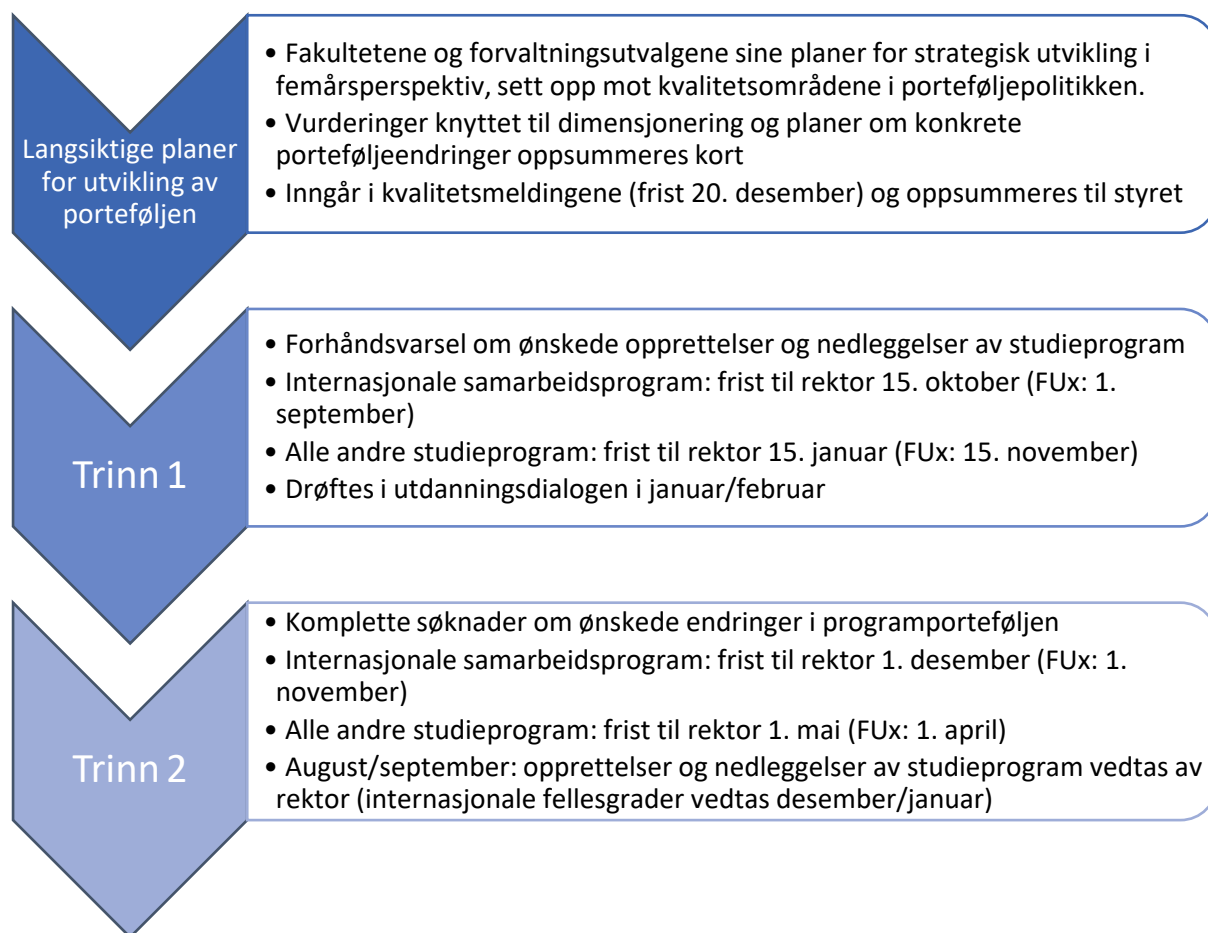 Langsiktige planer
for utvikling av
porteføljen
• Fakultetene og forvaltningsutvalgene sine planer for strategisk utvikling i
femårsperspektiv, sett opp mot kvalitetsområdene i porteføljepolitikken.
• Vurderinger knyttet til dimensjonering og planer om konkrete
porteføljeendringer oppsummeres kort
• Inngår i kvalitetsmeldingene (frist 20. desember) og oppsummeres til styret
Trinn 1
• Forhåndsvarsel om ønskede opprettelser og nedleggelser av studieprogram
• Internasjonale samarbeidsprogram: frist til rektor 15. oktober (FUx: 1.
september)
• Alle andre studieprogram: frist til rektor 15. januar (FUx: 15. november)
• Drøftes i utdanningsdialogen i januar/februar
Trinn 2
• Komplette søknader om ønskede endringer i programporteføljen
• Internasjonale samarbeidsprogram: frist til rektor 1. desember (FUx: 1.
november)
• Alle andre studieprogram: frist til rektor 1. mai (FUx: 1. april)
• August/september: opprettelser og nedleggelser av studieprogram vedtas av
rektor (internasjonale fellesgrader vedtas desember/januar)